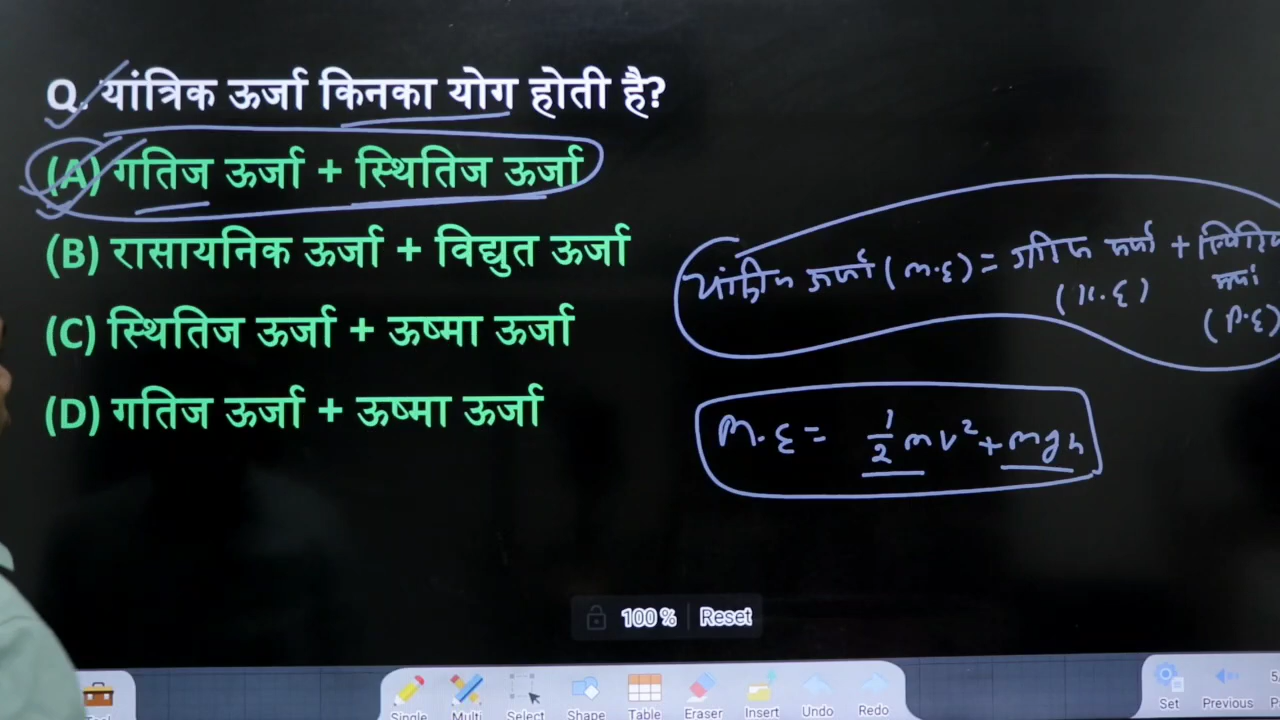 Q. यांत्रिक ऊर्जा किनका योग होती है?
(A) गतिज ऊर्जा + स्थितिज ऊर्जा
(B) रासायनिक ऊर्जा + विद्युत ऊर्जा
(C) स्थितिज ऊर्जा + ऊष्मा ऊर्जा
(D) गतिज ऊर्जा + ऊष्मा ऊर्जा
यांत्रिक ऊर्जा (M.E) = गतिज ऊर्जा +
(K.E) ऊर्जा
(P.E)
M.E = 1/2 mv² + mgh
100 % Reset
Single Multi Select Shape Table Eraser Insert Undo Redo Set Previous